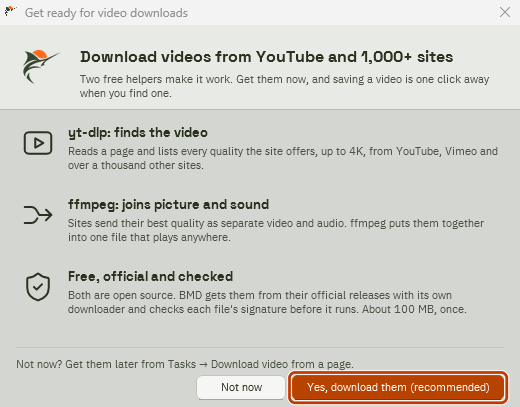 Get ready for video downloads
Download videos from YouTube and 1,000+ sites
Two free helpers make it work. Get them now, and saving a video is one click away
when you find one.
yt-dlp: finds the video
Reads a page and lists every quality the site offers, up to 4K, from YouTube, Vimeo and
over a thousand other sites.
ffmpeg: joins picture and sound
Sites send their best quality as separate video and audio. ffmpeg puts them together
into one file that plays anywhere.
Free, official and checked
Both are open source. BMD gets them from their official releases with its own
downloader and checks each file's signature before it runs. About 100 MB, once.
Not now? Get them later from Tasks → Download video from a page.
Not now
Yes, download them (recommended)